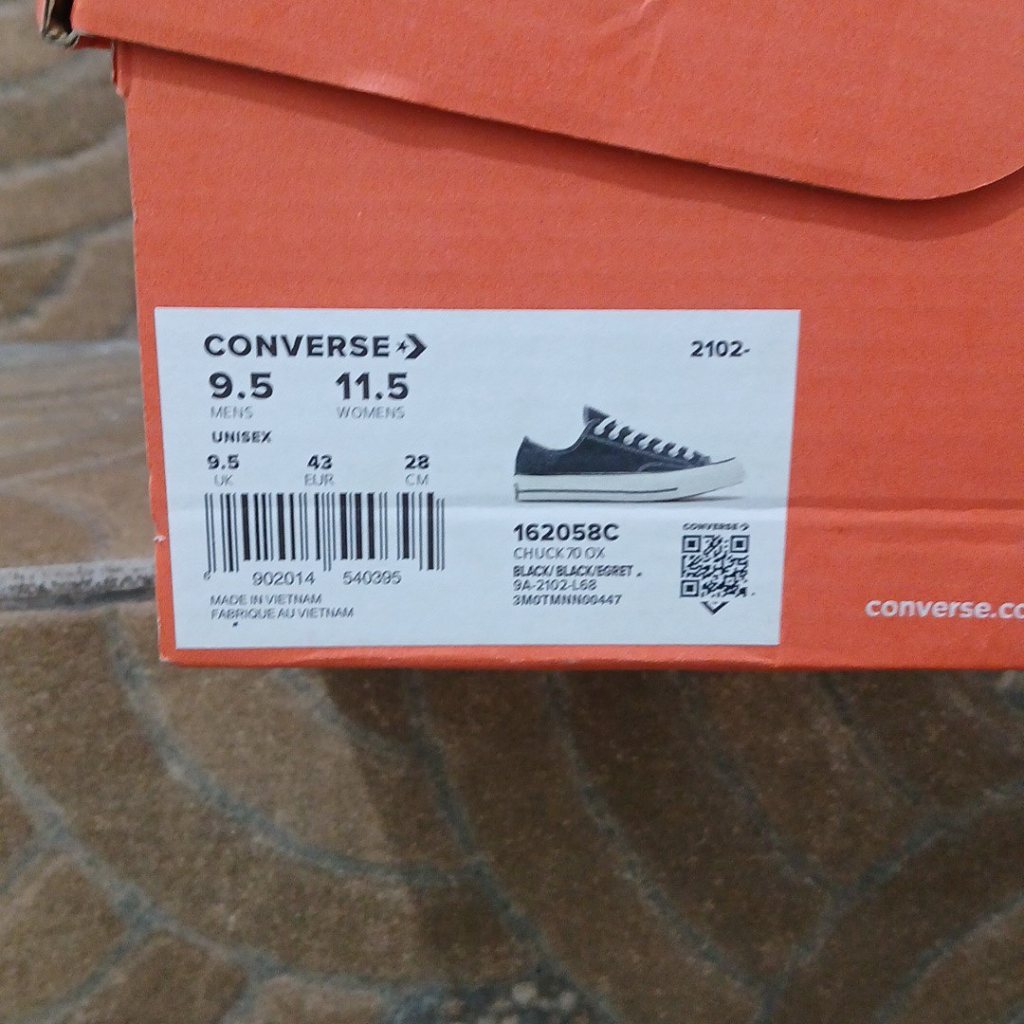 CONVERSE
2102-
9.5 11.5
MENS WOMENS
UNISEX
9.5 43 28
UK EUR CM
902014 540395
MADE IN VIETNAM
FABRIQUE AU VIETNAM
162058C
CHUCK 70 OX
BLACK/ BLACK/EGRET
9A-2102-L68
3M0TMNN00447
CONVERSE
converse.co